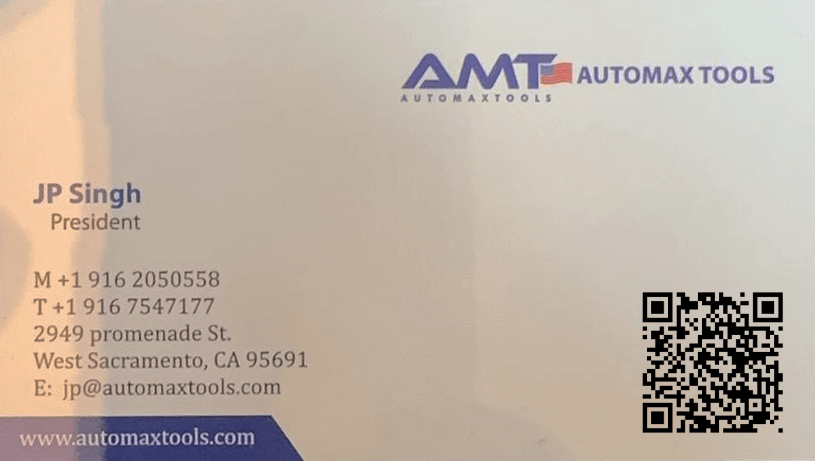 AMT AUTOMAX TOOLS
AUTOMAXTOOLS
JP Singh
President
M +1 916 2050558
T +1 916 7547177
2949 promenade St.
West Sacramento, CA 95691
E: jp@automaxtools.com
www.automaxtools.com